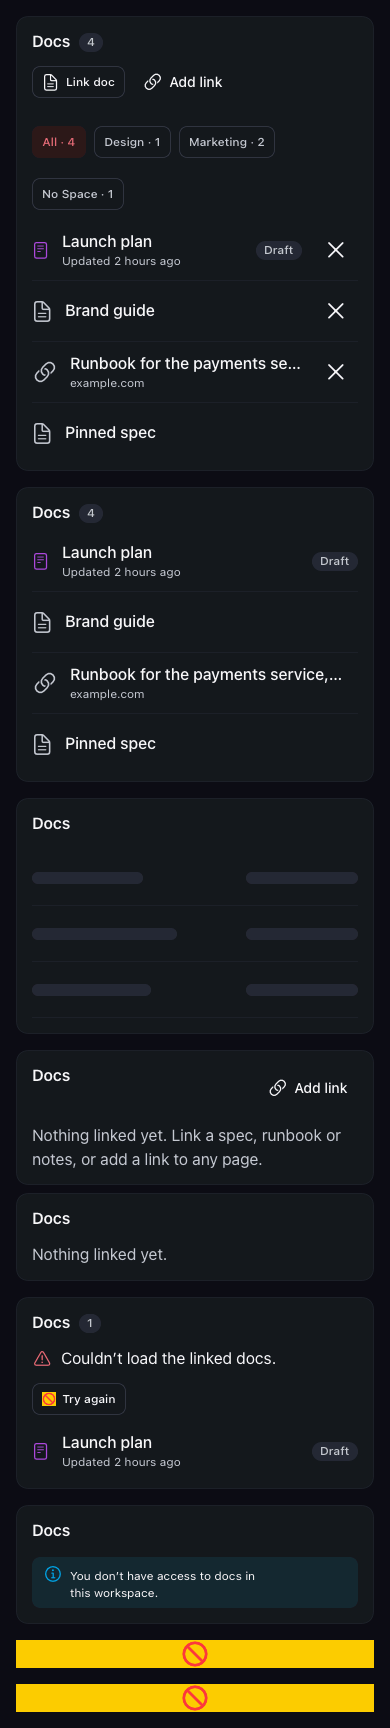 Docs 4
Link doc
Add link
All · 4
Design · 1
Marketing · 2
No Space · 1
Launch plan
Updated 2 hours ago
Draft
Brand guide
Runbook for the payments se...
example.com
Pinned spec
Docs 4
Launch plan
Updated 2 hours ago
Draft
Brand guide
Runbook for the payments service,...
example.com
Pinned spec
Docs
Docs
Add link
Nothing linked yet. Link a spec, runbook or
notes, or add a link to any page.
Docs
Nothing linked yet.
Docs 1
Couldn’t load the linked docs.
Try again
Launch plan
Updated 2 hours ago
Draft
Docs
You don’t have access to docs in
this workspace.